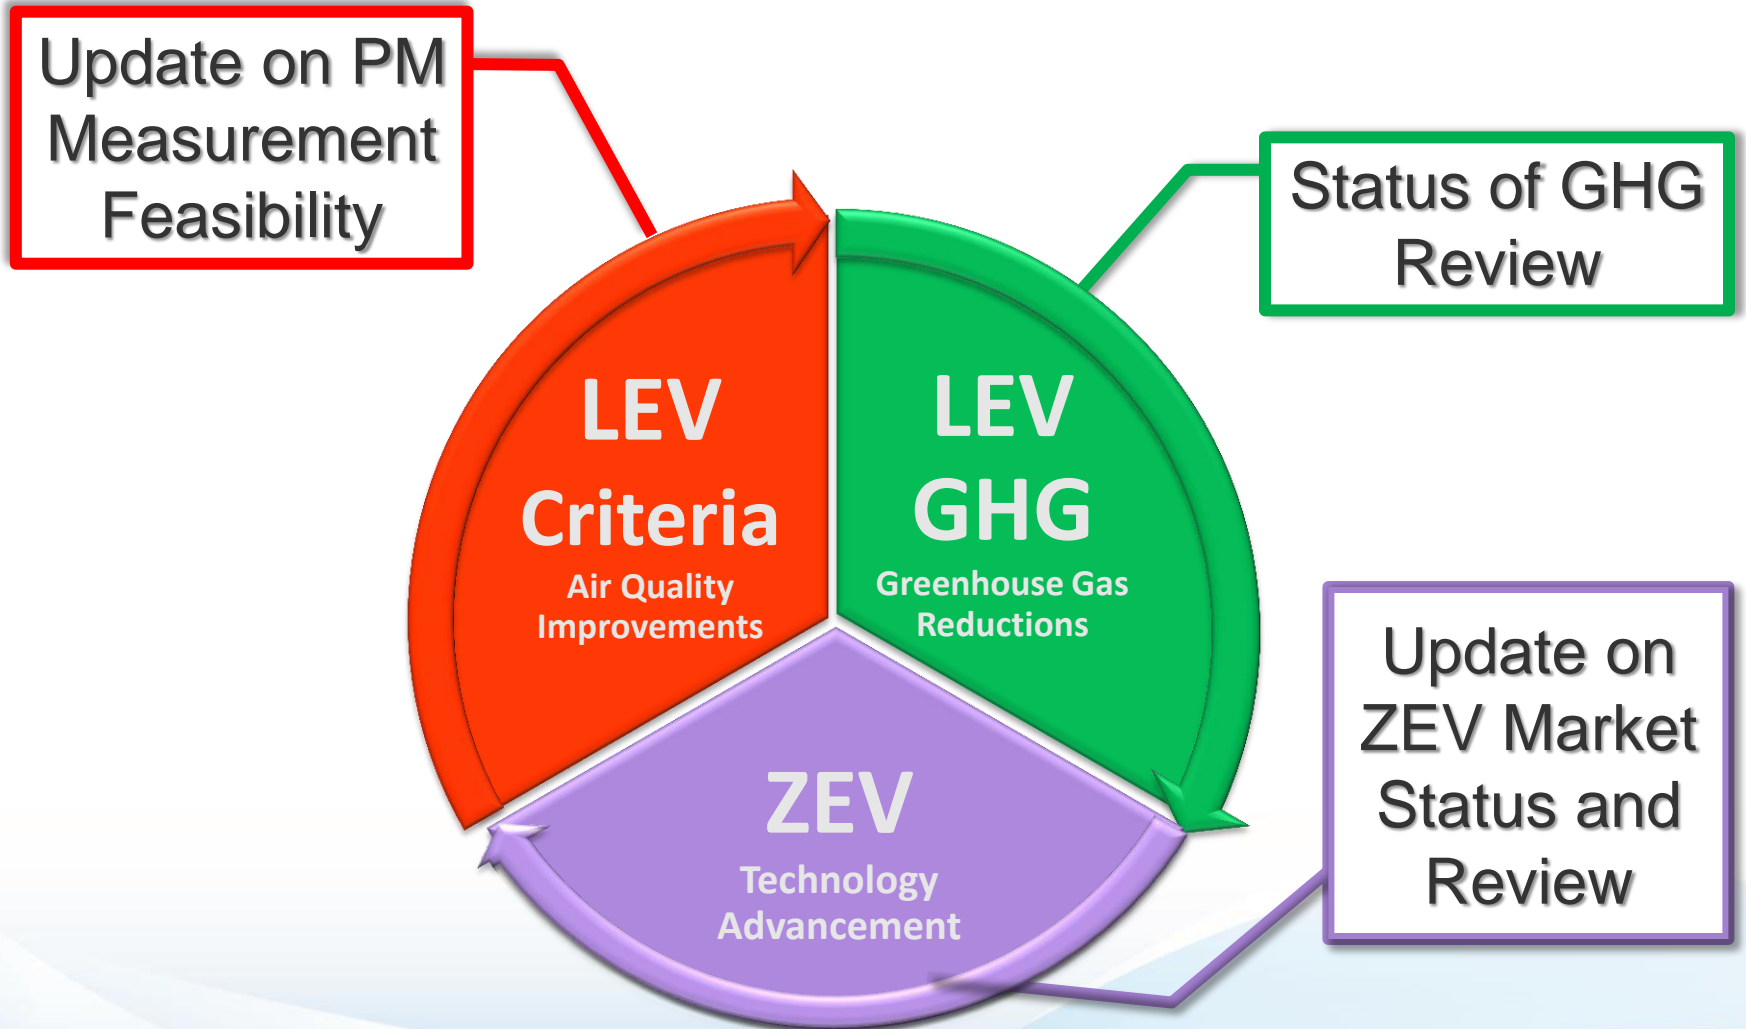 Update on PM
Measurement
Feasibility
Status of GHG
Review
LEV
Criteria
Air Quality
Improvements
LEV
GHG
Greenhouse Gas
Reductions
ZEV
Technology
Advancement
Update on
ZEV Market
Status and
Review